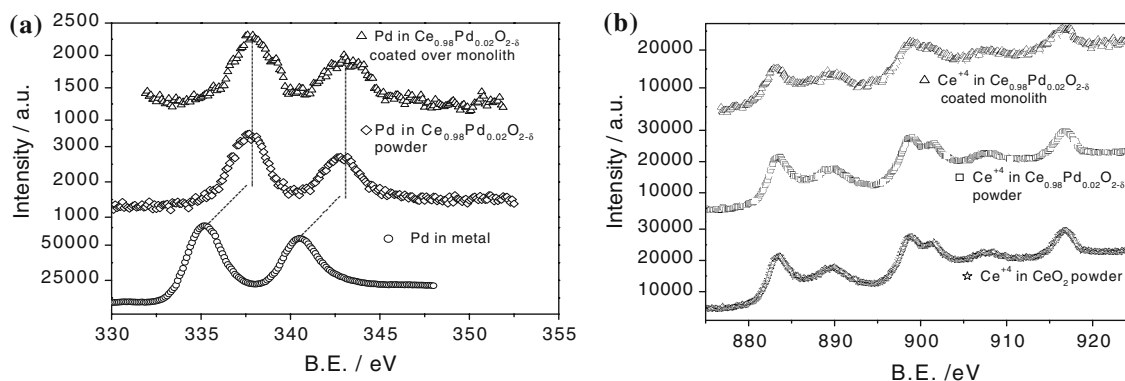 (a)
2500
2000
1500
1000
3000
2000
1000
50000
25000
Intensity / a.u.
△ Pd in Ce0.98Pd0.02O2-δ
coated over monolith
◇ Pd in Ce0.98Pd0.02O2-δ
powder
○ Pd in metal
330 335 340 345 350 355
B.E. / eV
(b)
20000
10000
30000
20000
10000
30000
20000
10000
Intensity / a.u.
△ Ce+4 in Ce0.98Pd0.02O2-δ
coated monolith
□ Ce+4 in Ce0.98Pd0.02O2-δ
powder
☆ Ce+4 in CeO2 powder
880 890 900 910 920
B.E. /eV